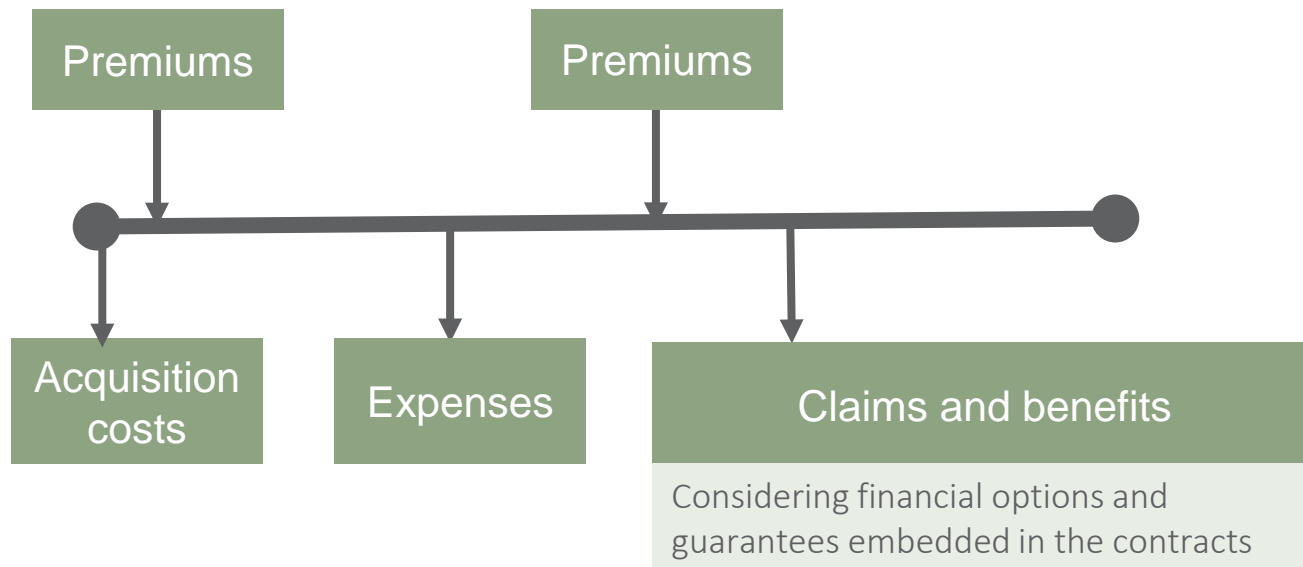 Premiums
Premiums
Acquisition
costs
Expenses
Claims and benefits
Considering financial options and
guarantees embedded in the contracts